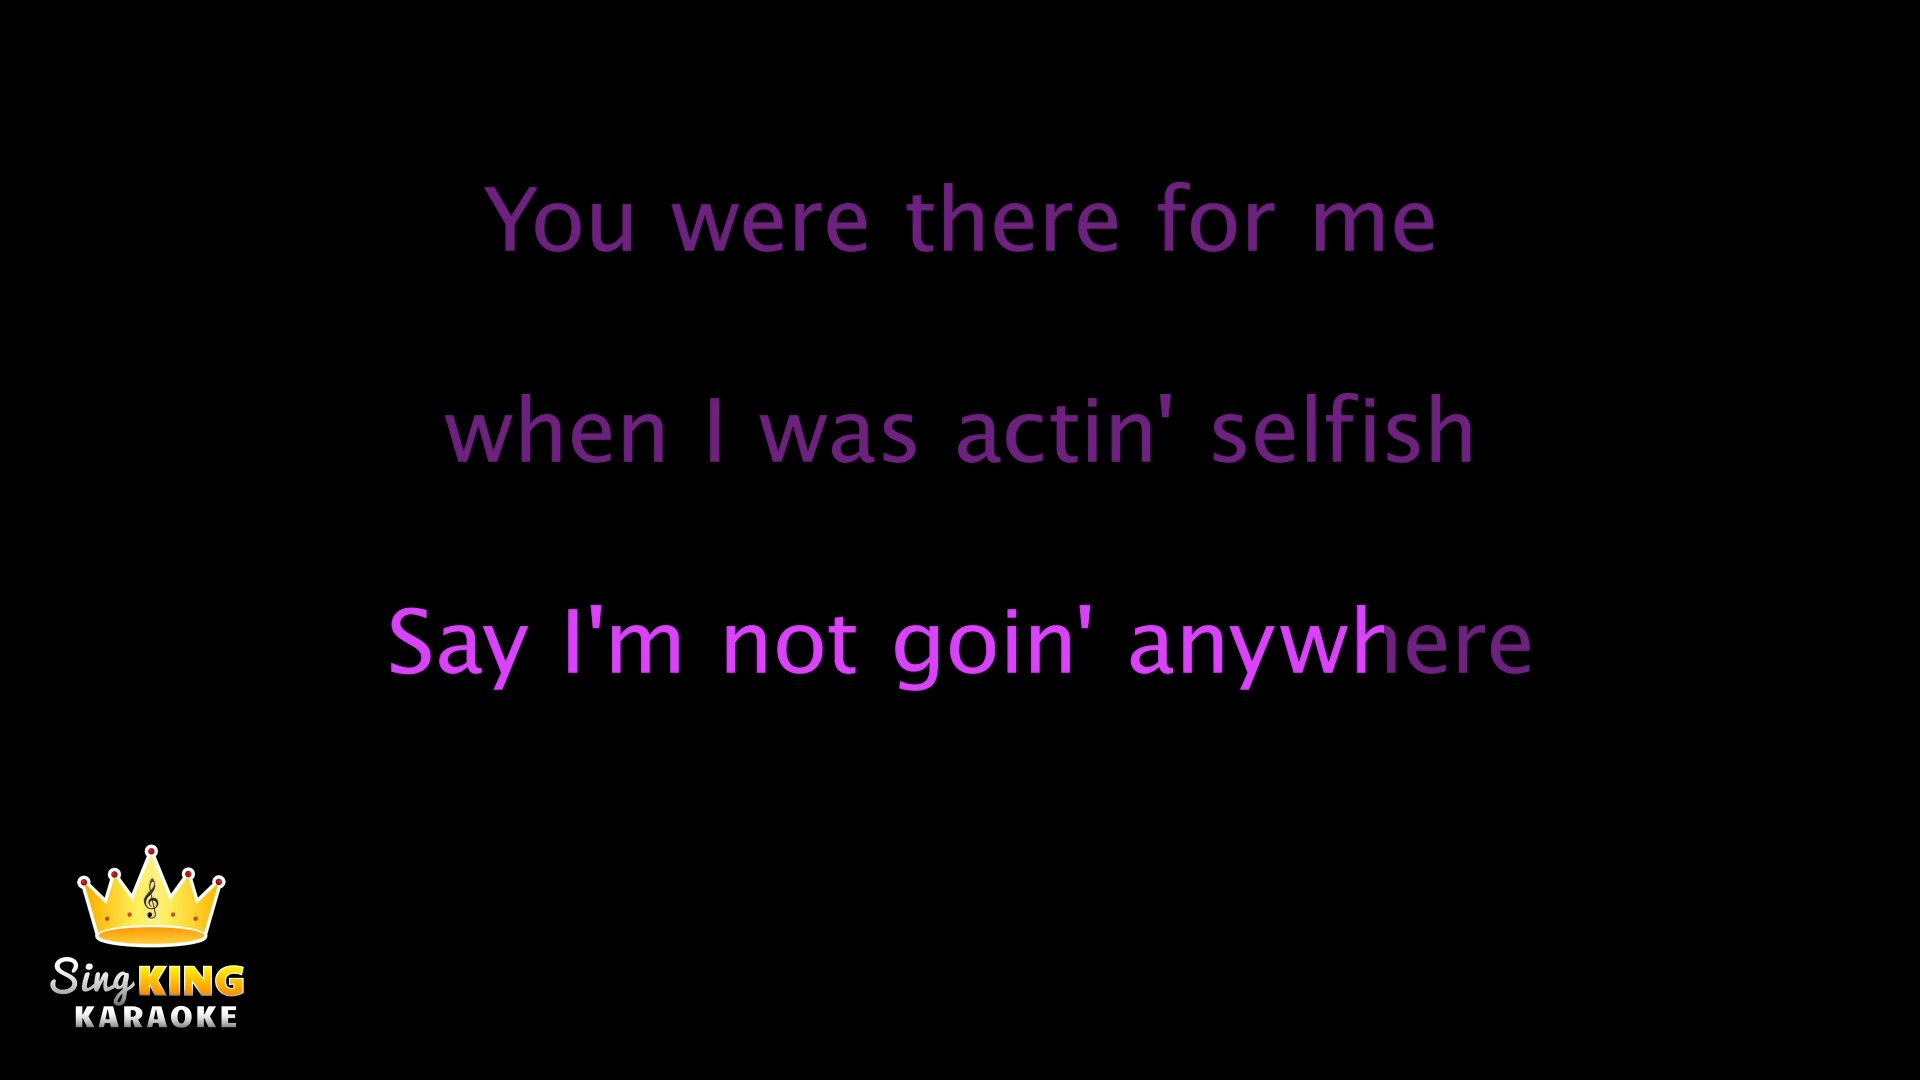 You were there for me
when I was actin' selfish
Say I'm not goin' anywhere
Sing KING
KARAOKE